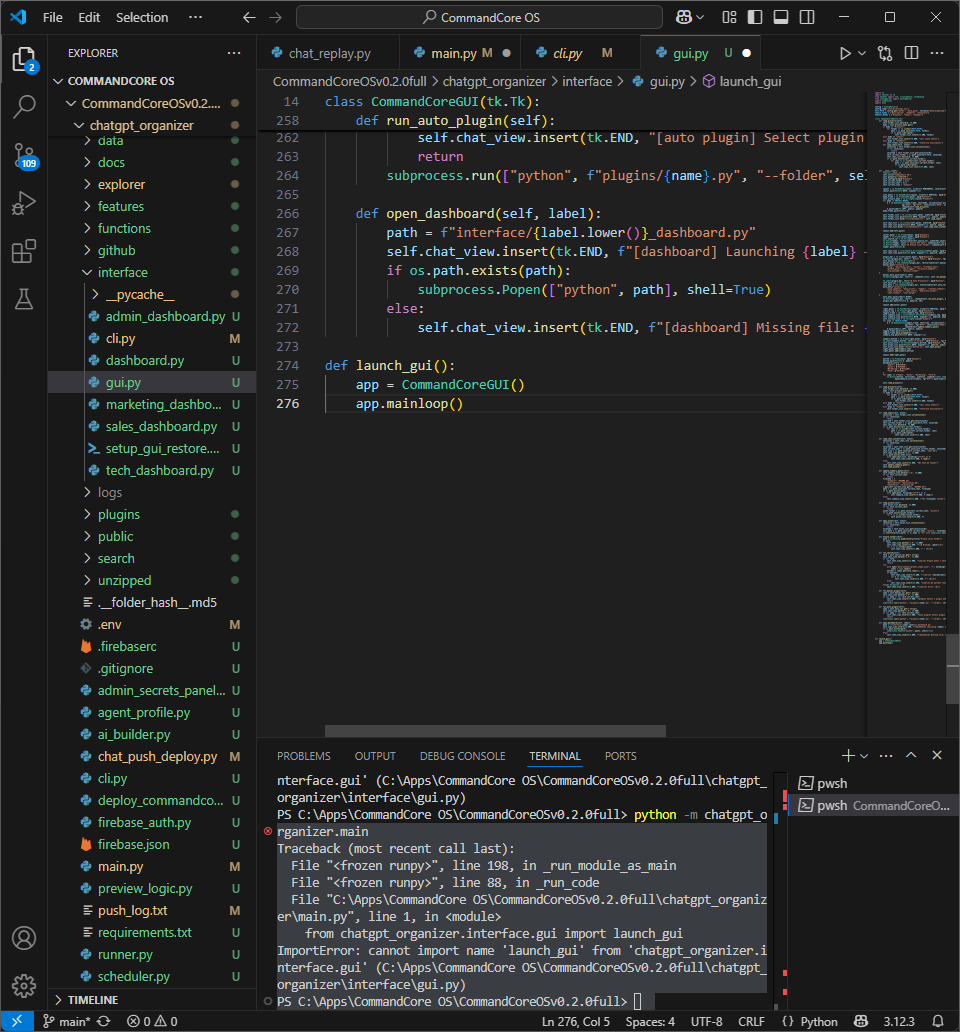 File Edit Selection ··· CommandCore OS
EXPLORER ···
COMMANDCORE OS
CommandCoreOSv0.2....
chatgpt_organizer
data
docs
explorer
features
functions
github
interface
__pycache__
admin_dashboard.py U
cli.py M
dashboard.py U
gui.py U
marketing_dashbo... U
sales_dashboard.py U
setup_gui_restore.... U
tech_dashboard.py U
logs
plugins
public
search
unzipped
.__folder_hash__.md5
.env M
.firebaserc U
.gitignore U
admin_secrets_panel... U
agent_profile.py U
ai_builder.py U
chat_push_deploy.py M
cli.py U
deploy_commandco... U
firebase_auth.py U
firebase.json U
main.py M
preview_logic.py U
push_log.txt M
requirements.txt U
runner.py U
scheduler.py U
TIMELINE
2
109
chat_replay.py main.py M cli.py M gui.py U ···
CommandCoreOSv0.2.0full > chatgpt_organizer > interface > gui.py > launch_gui
14 class CommandCoreGUI(tk.Tk):
258 def run_auto_plugin(self):
262 self.chat_view.insert(tk.END, "[auto plugin] Select plugin
263 return
264 subprocess.run(["python", f"plugins/{name}.py", "--folder", sel
265
266 def open_dashboard(self, label):
267 path = f"interface/{label.lower()}_dashboard.py"
268 self.chat_view.insert(tk.END, f"[dashboard] Launching {label}
269 if os.path.exists(path):
270 subprocess.Popen(["python", path], shell=True)
271 else:
272 self.chat_view.insert(tk.END, f"[dashboard] Missing file:
273
274 def launch_gui():
275 app = CommandCoreGUI()
276 app.mainloop()
PROBLEMS OUTPUT DEBUG CONSOLE TERMINAL PORTS ···
nterface.gui' (C:\Apps\CommandCore OS\CommandCoreOSv0.2.0full\chatgpt_
organizer\interface\gui.py)
PS C:\Apps\CommandCore OS\CommandCoreOSv0.2.0full> python -m chatgpt_o
rganizer.main
Traceback (most recent call last):
File "<frozen runpy>", line 198, in _run_module_as_main
File "<frozen runpy>", line 88, in _run_code
File "C:\Apps\CommandCore OS\CommandCoreOSv0.2.0full\chatgpt_organiz
er\main.py", line 1, in <module>
from chatgpt_organizer.interface.gui import launch_gui
ImportError: cannot import name 'launch_gui' from 'chatgpt_organizer.i
nterface.gui' (C:\Apps\CommandCore OS\CommandCoreOSv0.2.0full\chatgpt_
organizer\interface\gui.py)
PS C:\Apps\CommandCore OS\CommandCoreOSv0.2.0full>
pwsh
pwsh CommandCoreO...
main* 0 0 Ln 276, Col 5 Spaces: 4 UTF-8 CRLF {} Python 3.12.3